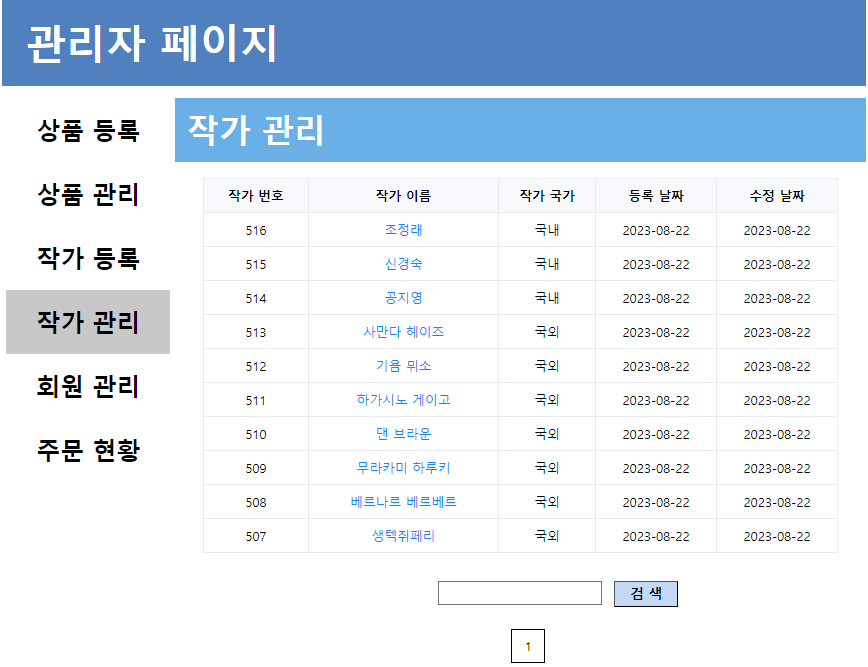 관리자 페이지
상품 등록
상품 관리
작가 등록
작가 관리
회원 관리
주문 현황
작가 관리
작가 번호 작가 이름 작가 국가 등록 날짜 수정 날짜
516 조정래 국내 2023-08-22 2023-08-22
515 신경숙 국내 2023-08-22 2023-08-22
514 공지영 국내 2023-08-22 2023-08-22
513 사만다 헤이즈 국외 2023-08-22 2023-08-22
512 기욤 뮈소 국외 2023-08-22 2023-08-22
511 하가시노 게이고 국외 2023-08-22 2023-08-22
510 댄 브라운 국외 2023-08-22 2023-08-22
509 무라카미 하루키 국외 2023-08-22 2023-08-22
508 베르나르 베르베르 국외 2023-08-22 2023-08-22
507 생텍쥐페리 국외 2023-08-22 2023-08-22
검 색
1